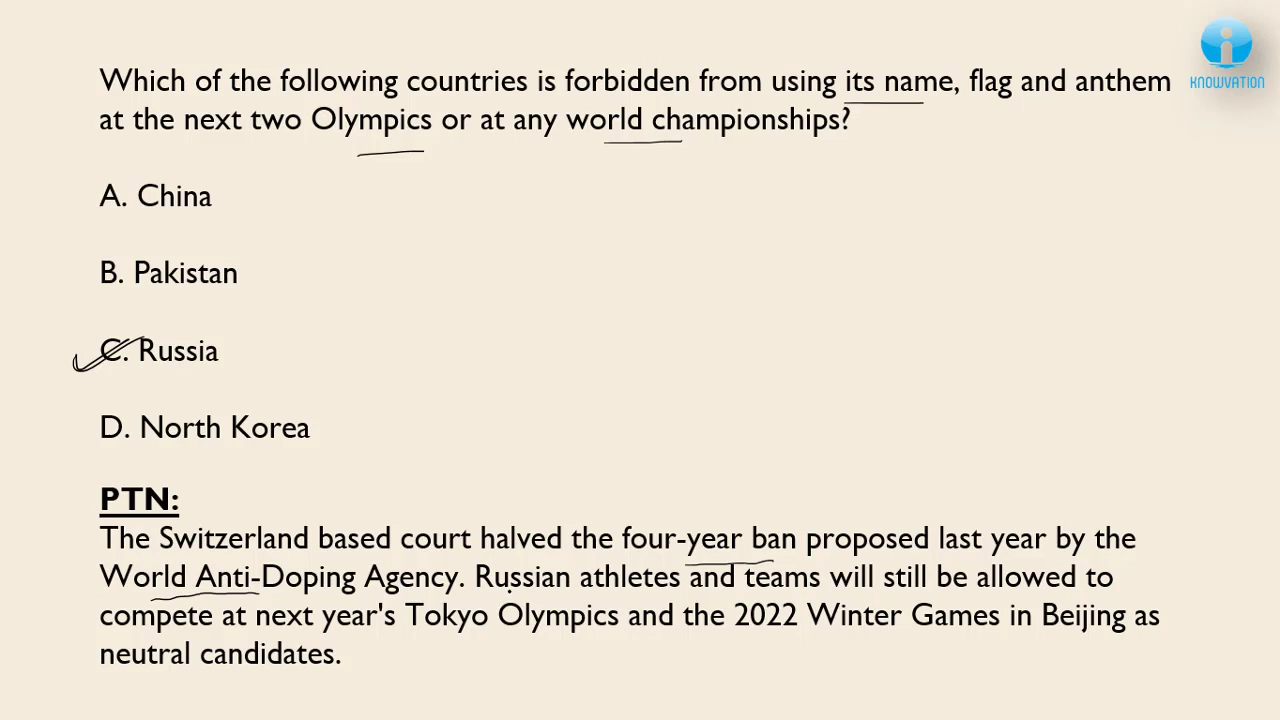 Which of the following countries is forbidden from using its name, flag and anthem
at the next two Olympics or at any world championships?
A. China
B. Pakistan
C. Russia
D. North Korea
PTN:
The Switzerland based court halved the four-year ban proposed last year by the
World Anti-Doping Agency. Russian athletes and teams will still be allowed to
compete at next year's Tokyo Olympics and the 2022 Winter Games in Beijing as
neutral candidates.
KNOWVATION